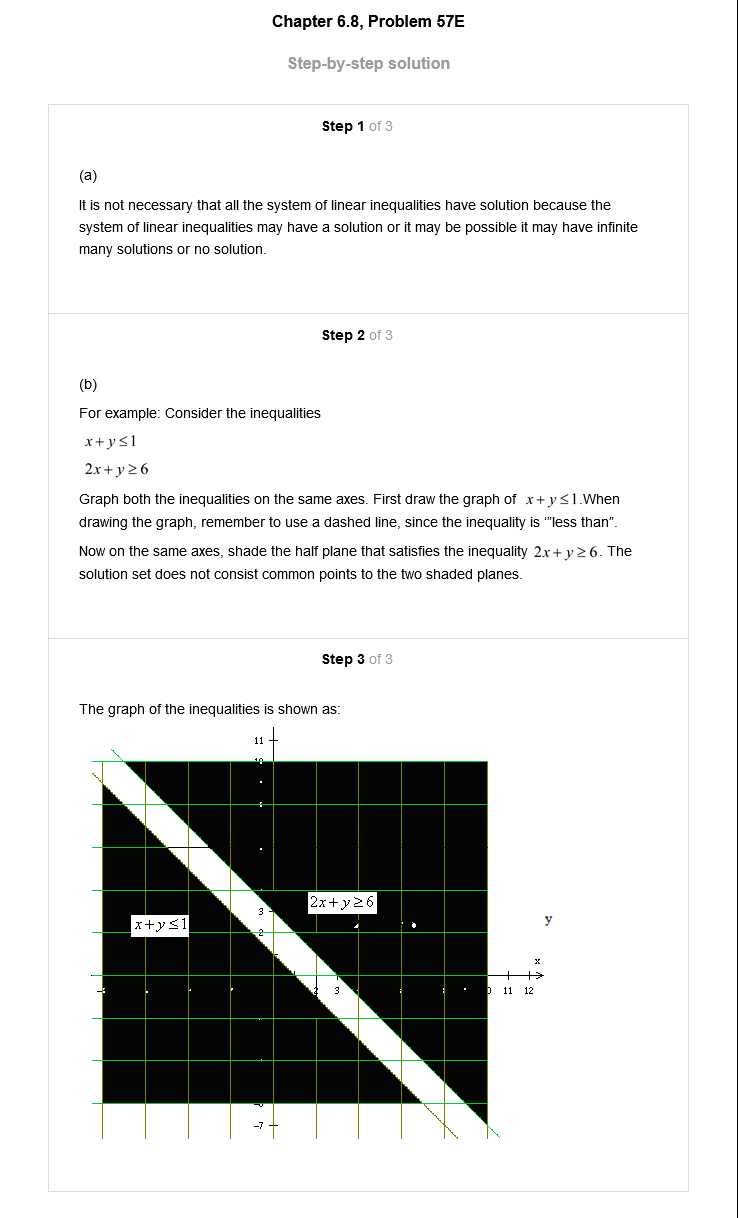 Chapter 6.8, Problem 57E
Step-by-step solution
Step 1 of 3
(a)
It is not necessary that all the system of linear inequalities have solution because the
system of linear inequalities may have a solution or it may be possible it may have infinite
many solutions or no solution.
Step 2 of 3
(b)
For example: Consider the inequalities
x+y≤1
2x+y≥6
Graph both the inequalities on the same axes. First draw the graph of x+y≤1.When
drawing the graph, remember to use a dashed line, since the inequality is "'less than".
Now on the same axes, shade the half plane that satisfies the inequality 2x+y≥6. The
solution set does not consist common points to the two shaded planes.
Step 3 of 3
The graph of the inequalities is shown as:
11
10
2x+y≥6
3
y
x+y≤1
2
x
2 3 11 12
-7